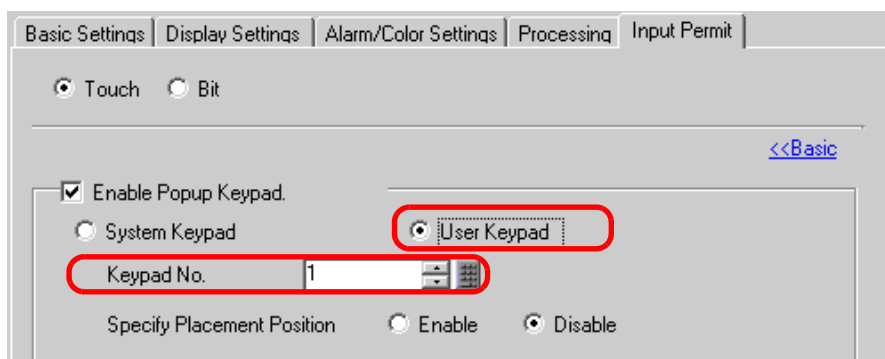 Basic Settings Display Settings Alarm/Color Settings Processing Input Permit
Touch Bit
<<Basic
Enable Popup Keypad.
System Keypad User Keypad
Keypad No. 1
Specify Placement Position Enable Disable